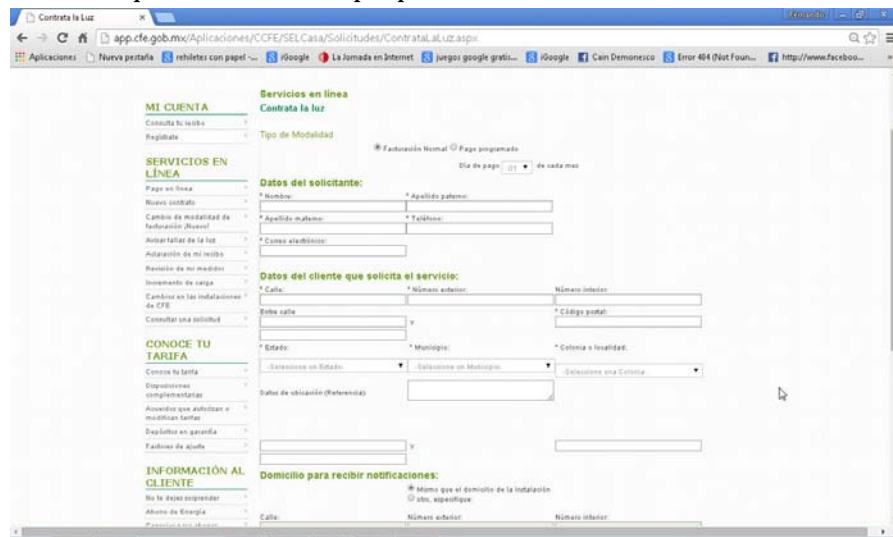 Contrata la Luz
app.cfe.gob.mx/Aplicaciones/CCFE/SELCasa/Solicitudes/ContrataLaLuz.aspx
Aplicaciones Nueva pestaña rehiletes con papel -... iGoogle La Jornada en Internet juegos google gratis... iGoogle Cain Demonesco Error 404 (Not Foun... http://www.faceboo...
MI CUENTA
Consulta tu recibo
Regístrate
SERVICIOS EN
LÍNEA
Pago en línea
Nuevo contrato
Cambio de modalidad de
facturación ¡Nuevo!
Avisar fallas de la luz
Aclaración de mi recibo
Revisión de mi medidor
Incremento de carga
Cambios en las instalaciones
de CFE
Consultar una solicitud
CONOCE TU
TARIFA
Conoce tu tarifa
Disposiciones
complementarias
Acuerdos que autorizan o
modifican tarifas
Depósitos en garantía
Factores de ajuste
INFORMACIÓN AL
CLIENTE
No te dejes sorprender
Ahorro de Energía
Servicios en línea
Contrata la luz
Tipo de Modalidad
Facturación Normal Pago programado
Día de pago 01 de cada mes
Datos del solicitante:
* Nombre: * Apellido paterno:
* Apellido materno: * Teléfono:
* Correo electrónico:
Datos del cliente que solicita el servicio:
* Calle: * Número exterior: Número interior:
Entre calle * Código postal:
y
* Estado: * Municipio: * Colonia o localidad:
-Seleccione un Estado- -Seleccione un Municipio- -Seleccione una Colonia-
Datos de ubicación (Referencia)
y
Domicilio para recibir notificaciones:
Mismo que el domicilio de la instalación
otro, especifique:
Calle: Número exterior: Número interior: